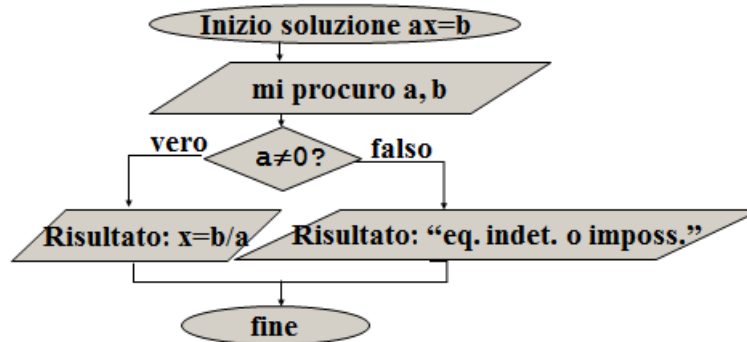 Inizio soluzione ax=b
mi procuro a, b
vero
a≠0?
falso
Risultato: x=b/a
Risultato: “eq. indet. o imposs.”
fine